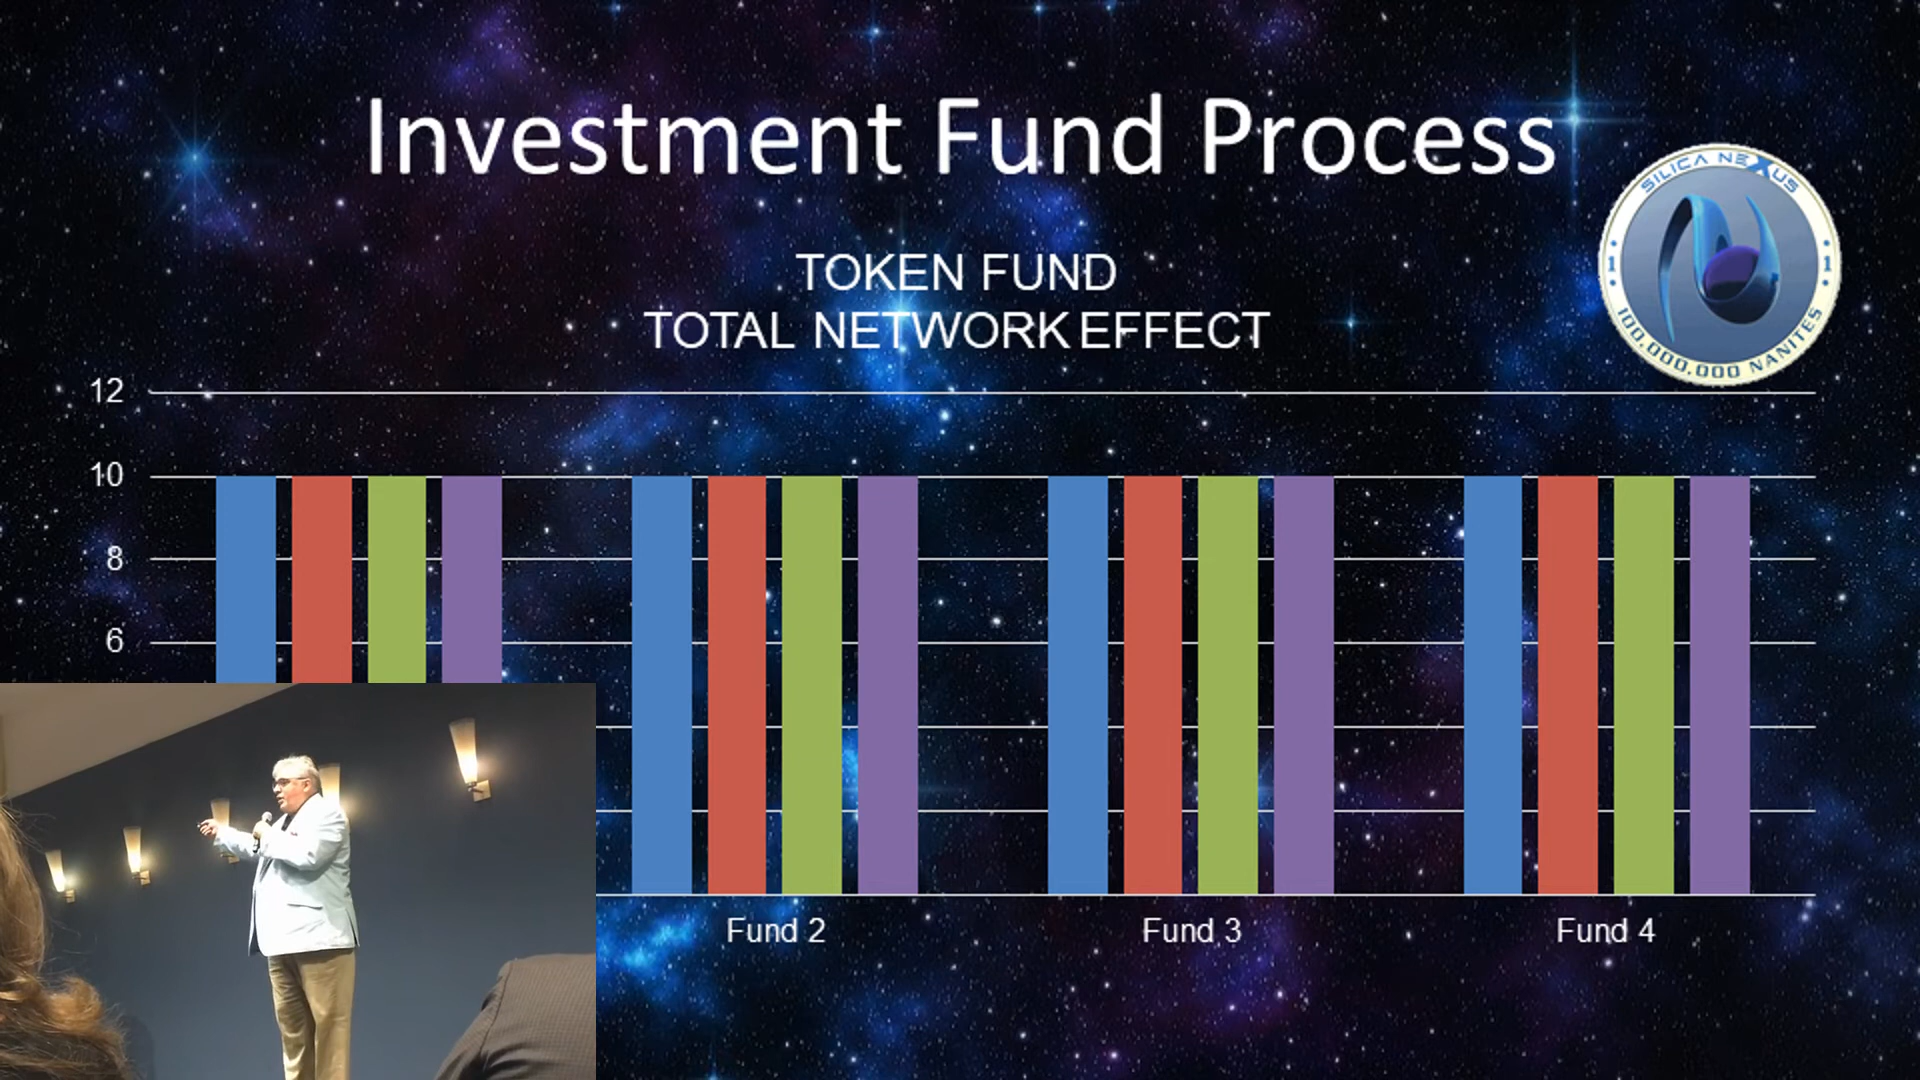 Investment Fund Process
SILICA NEXUS
TOKEN FUND
TOTAL NETWORK EFFECT
1 1
100,000,000 NANITES
12
10
8
6
Fund 2 Fund 3 Fund 4